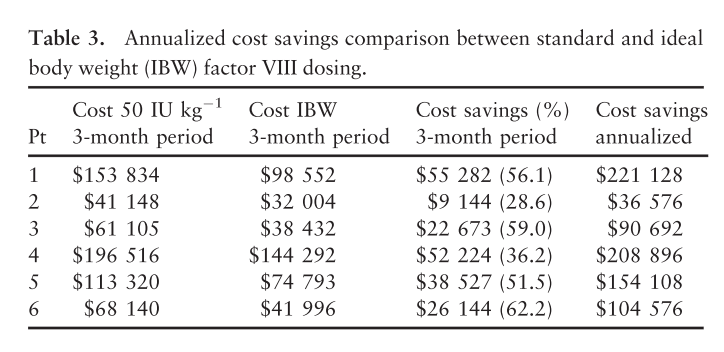 Table 3. Annualized cost savings comparison between standard and ideal
body weight (IBW) factor VIII dosing.
Cost 50 IU kg⁻¹ Cost IBW Cost savings (%) Cost savings
Pt 3-month period 3-month period 3-month period annualized
1 $153 834 $98 552 $55 282 (56.1) $221 128
2 $41 148 $32 004 $9 144 (28.6) $36 576
3 $61 105 $38 432 $22 673 (59.0) $90 692
4 $196 516 $144 292 $52 224 (36.2) $208 896
5 $113 320 $74 793 $38 527 (51.5) $154 108
6 $68 140 $41 996 $26 144 (62.2) $104 576